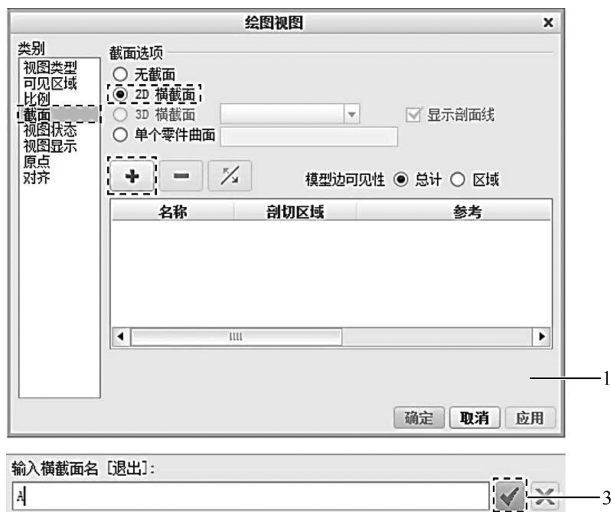 绘图视图
类别
视图类型
可见区域
比例
截面
视图状态
视图显示
原点
对齐
截面选项
无截面
2D 横截面
3D 横截面
显示剖面线
单个零件曲面
模型边可见性 总计 区域
名称 剖切区域 参考
1
确定 取消 应用
输入横截面名 [退出]:
A
3